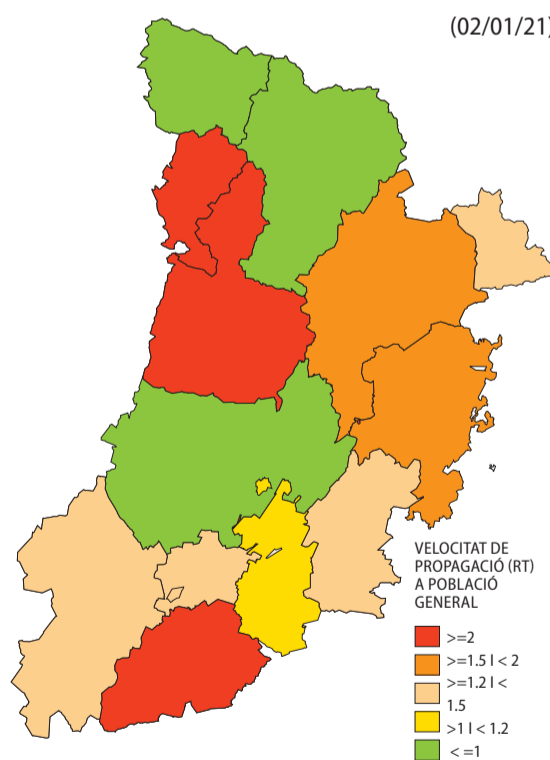 (02/01/21)
VELOCITAT DE
PROPAGACIÓ (RT)
A POBLACIÓ
GENERAL
>=2
>=1.5 I < 2
>=1.2 I <
1.5
>1 I < 1.2
< =1